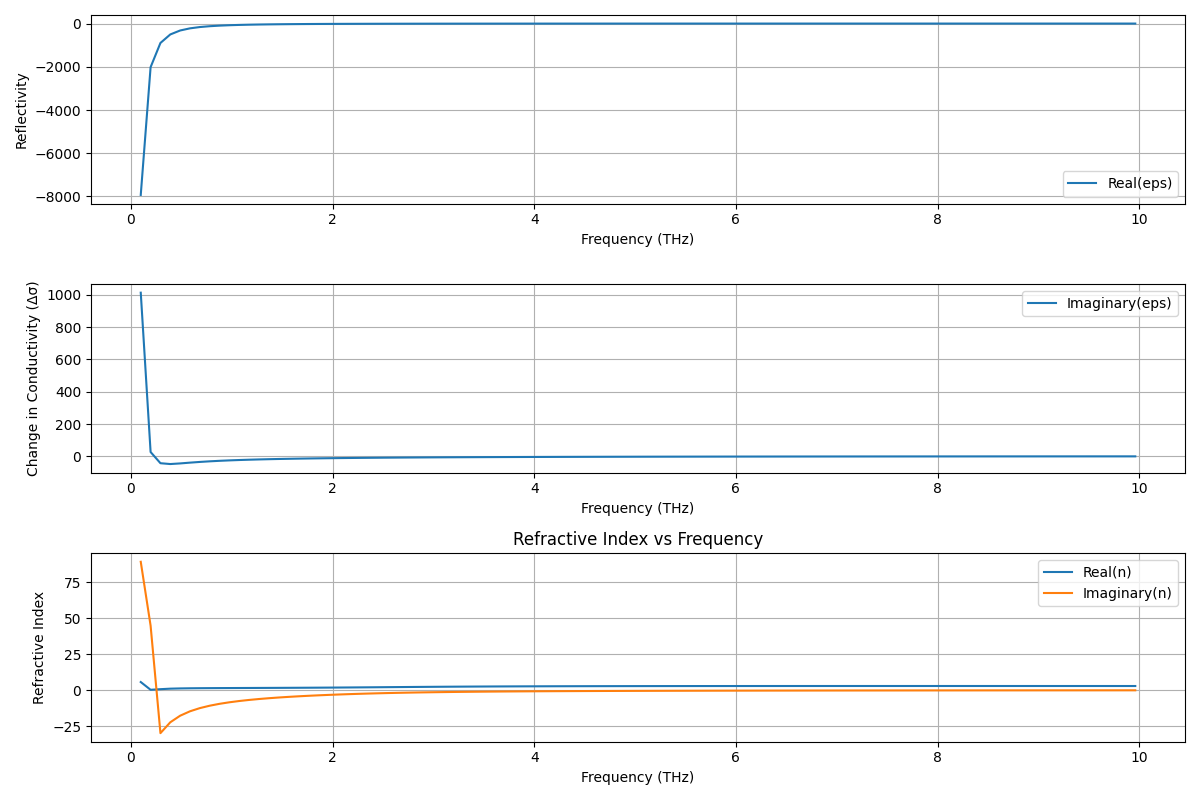 0
−2000
−4000
−6000
−8000
Reflectivity
Real(eps)
0 2 4 6 8 10
Frequency (THz)
1000
800
600
400
200
0
Change in Conductivity (Δσ)
Imaginary(eps)
0 2 4 6 8 10
Frequency (THz)
Refractive Index vs Frequency
75
50
25
0
−25
Refractive Index
Real(n)
Imaginary(n)
0 2 4 6 8 10
Frequency (THz)